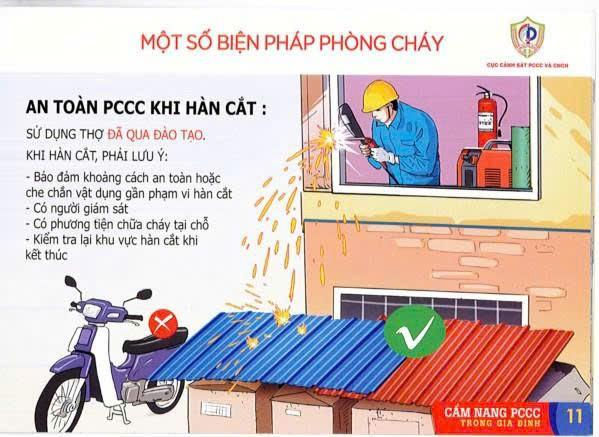 MỘT SỐ BIỆN PHÁP PHÒNG CHÁY
CỤC CẢNH SÁT PCCC VÀ CNCH
AN TOÀN PCCC KHI HÀN CẮT :
SỬ DỤNG THỢ ĐÃ QUA ĐÀO TẠO.
KHI HÀN CẮT, PHẢI LƯU Ý:
- Bảo đảm khoảng cách an toàn hoặc
che chắn vật dụng gần phạm vi hàn cắt
- Có người giám sát
- Có phương tiện chữa cháy tại chỗ
- Kiểm tra lại khu vực hàn cắt khi
kết thúc
CẨM NANG PCCC
TRONG GIA ĐÌNH
11